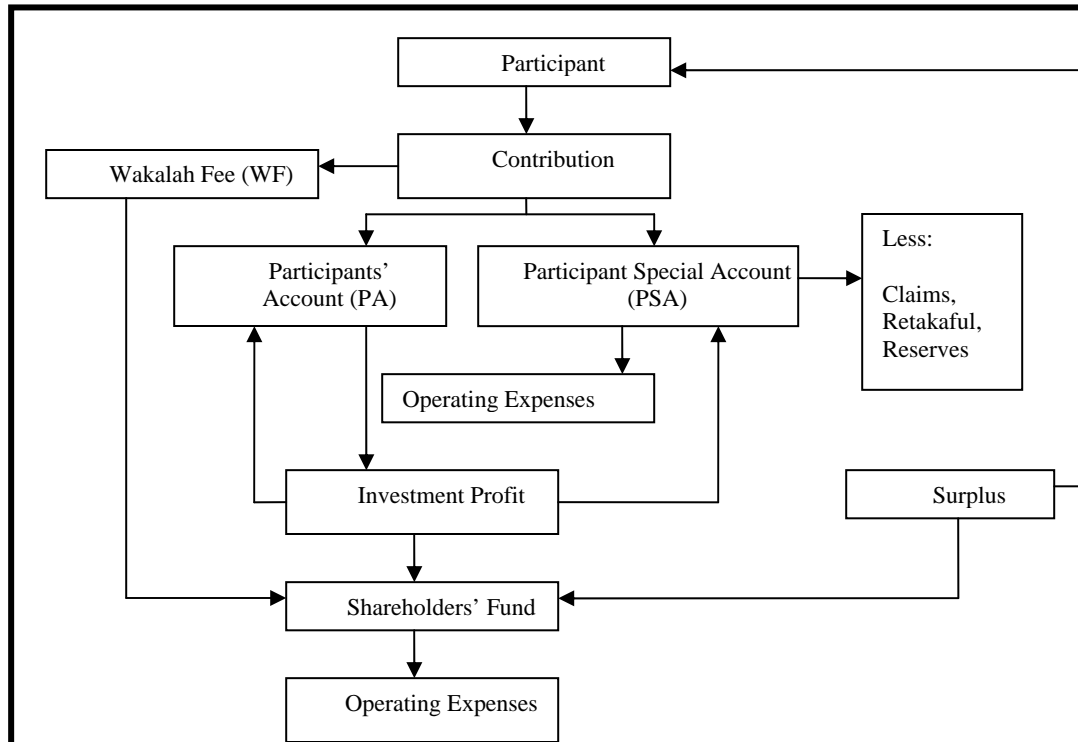 Participant
Contribution
Wakalah Fee (WF)
Participants’
Account (PA)
Participant Special Account
(PSA)
Less:
Claims,
Retakaful,
Reserves
Operating Expenses
Investment Profit
Surplus
Shareholders’ Fund
Operating Expenses